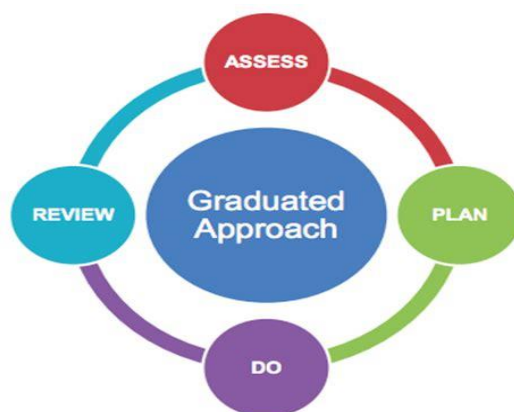 ASSESS
Graduated
Approach
REVIEW
PLAN
DO